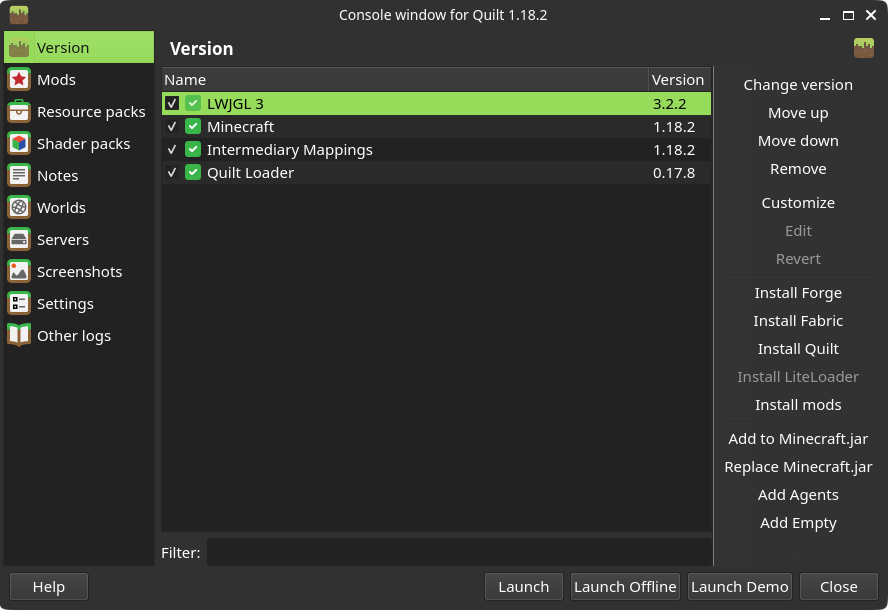 Console window for Quilt 1.18.2
Version
Mods
Resource packs
Shader packs
Notes
Worlds
Servers
Screenshots
Settings
Other logs
Version
Name Version
LWJGL 3 3.2.2
Minecraft 1.18.2
Intermediary Mappings 1.18.2
Quilt Loader 0.17.8
Filter:
Change version
Move up
Move down
Remove
Customize
Edit
Revert
Install Forge
Install Fabric
Install Quilt
Install LiteLoader
Install mods
Add to Minecraft.jar
Replace Minecraft.jar
Add Agents
Add Empty
Help Launch Launch Offline Launch Demo Close